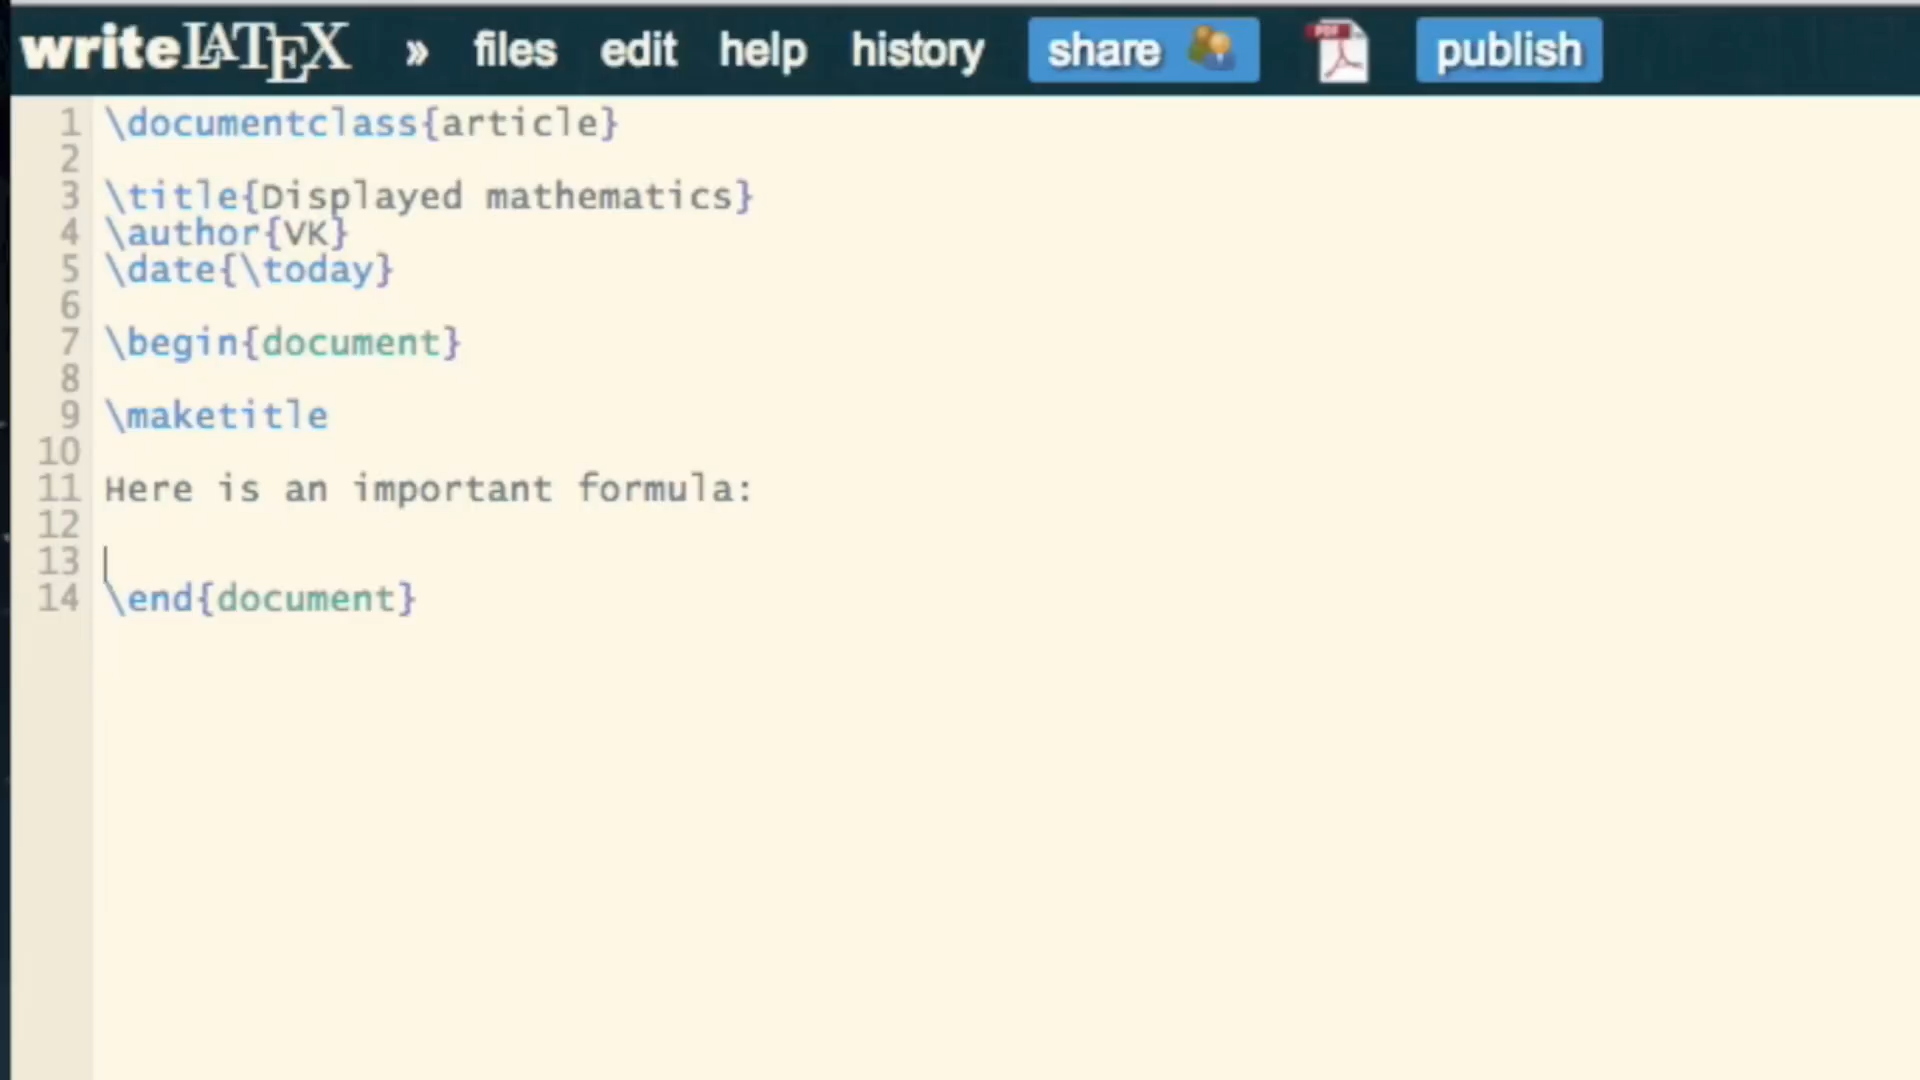 writeLATEX » files edit help history share PDF publish
1 \documentclass{article}
2
3 \title{Displayed mathematics}
4 \author{VK}
5 \date{\today}
6
7 \begin{document}
8
9 \maketitle
10
11 Here is an important formula:
12
13
14 \end{document}